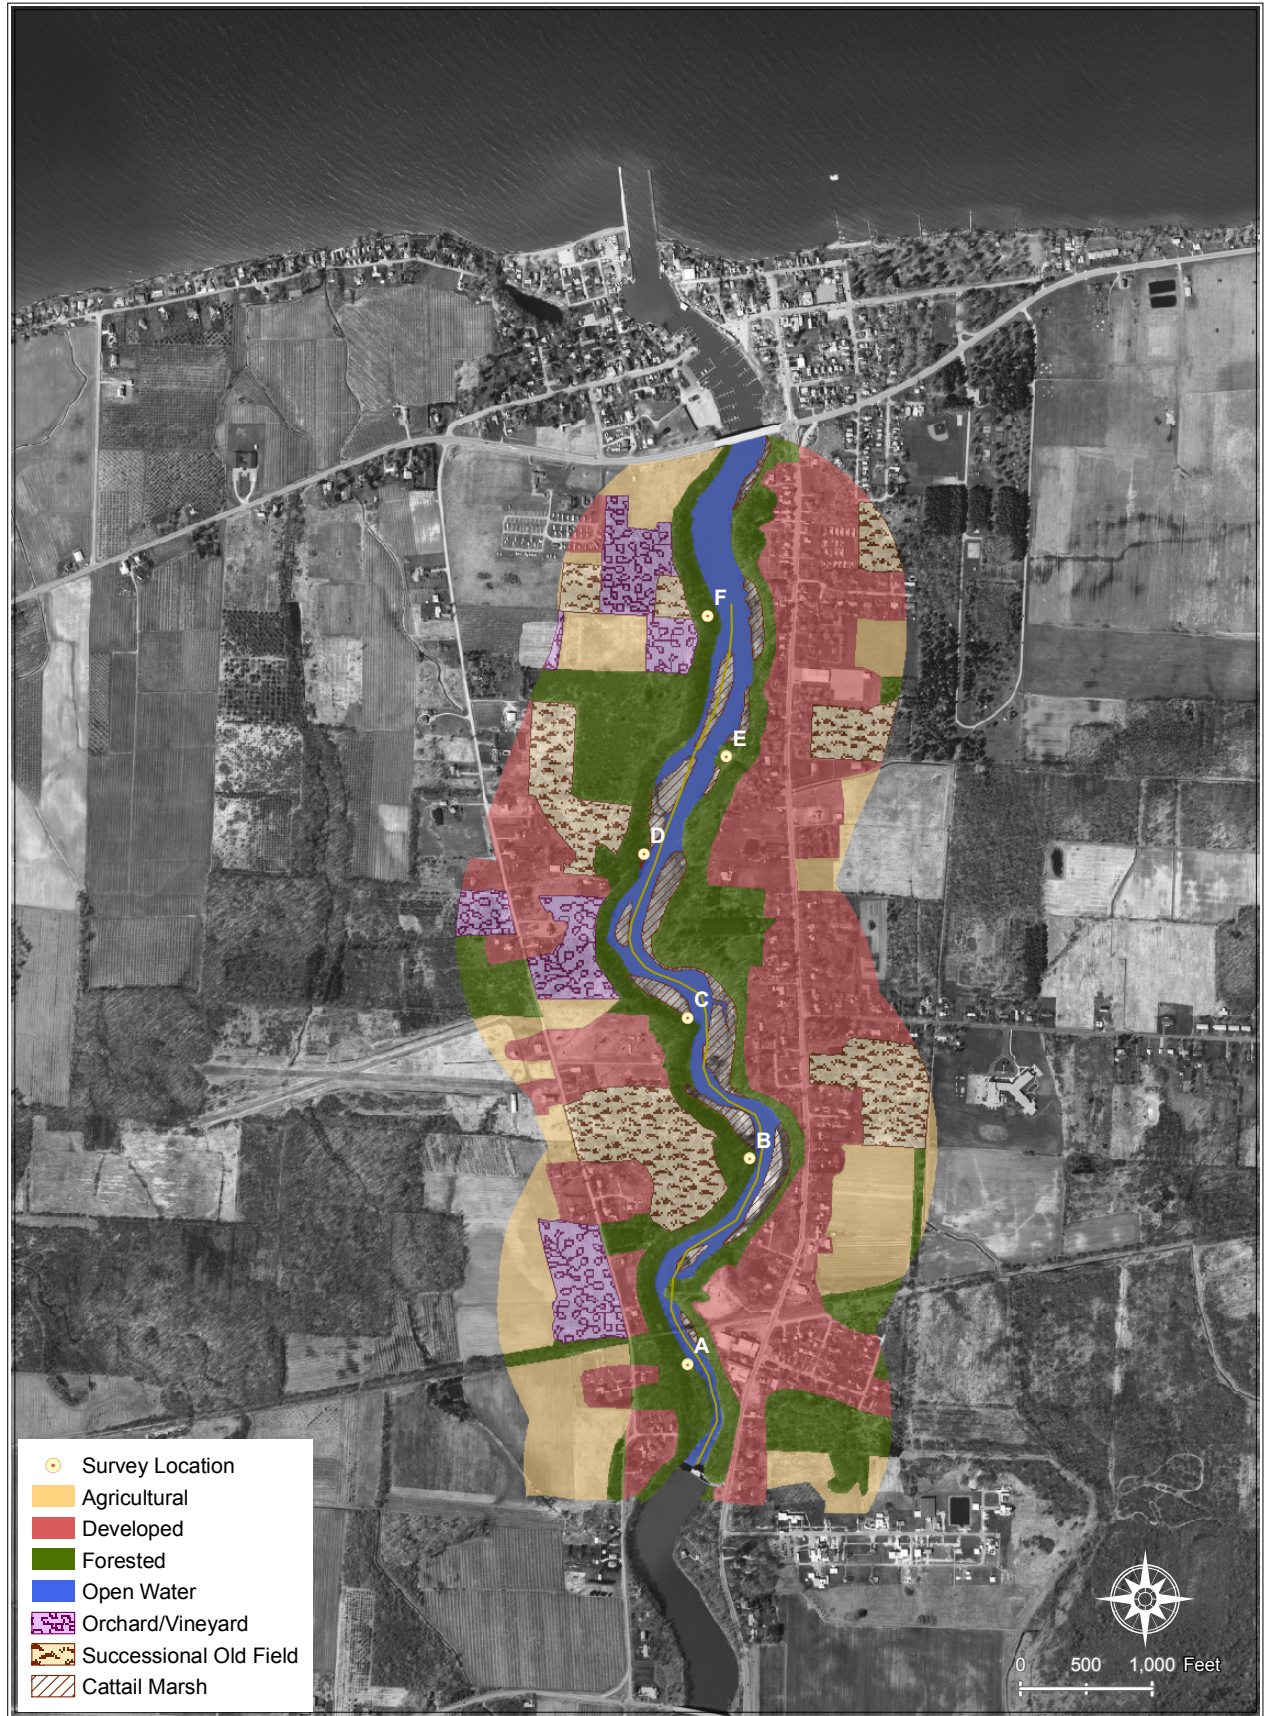 F
E
D
C
B
A
Survey Location
Agricultural
Developed
Forested
Open Water
Orchard/Vineyard
Successional Old Field
Cattail Marsh
0 500 1,000 Feet